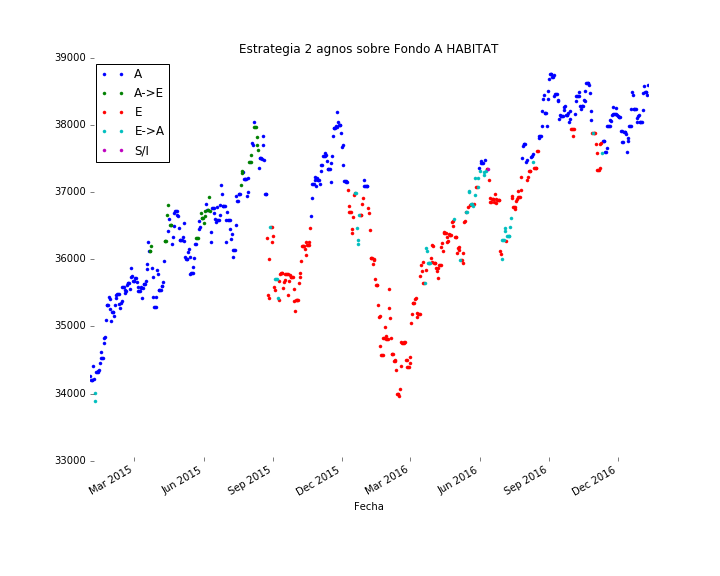 Estrategia 2 agnos sobre Fondo A HABITAT
39000
38000
37000
36000
35000
34000
33000
A
A->E
E
E->A
S/I
Mar 2015
Jun 2015
Sep 2015
Dec 2015
Mar 2016
Jun 2016
Sep 2016
Dec 2016
Fecha